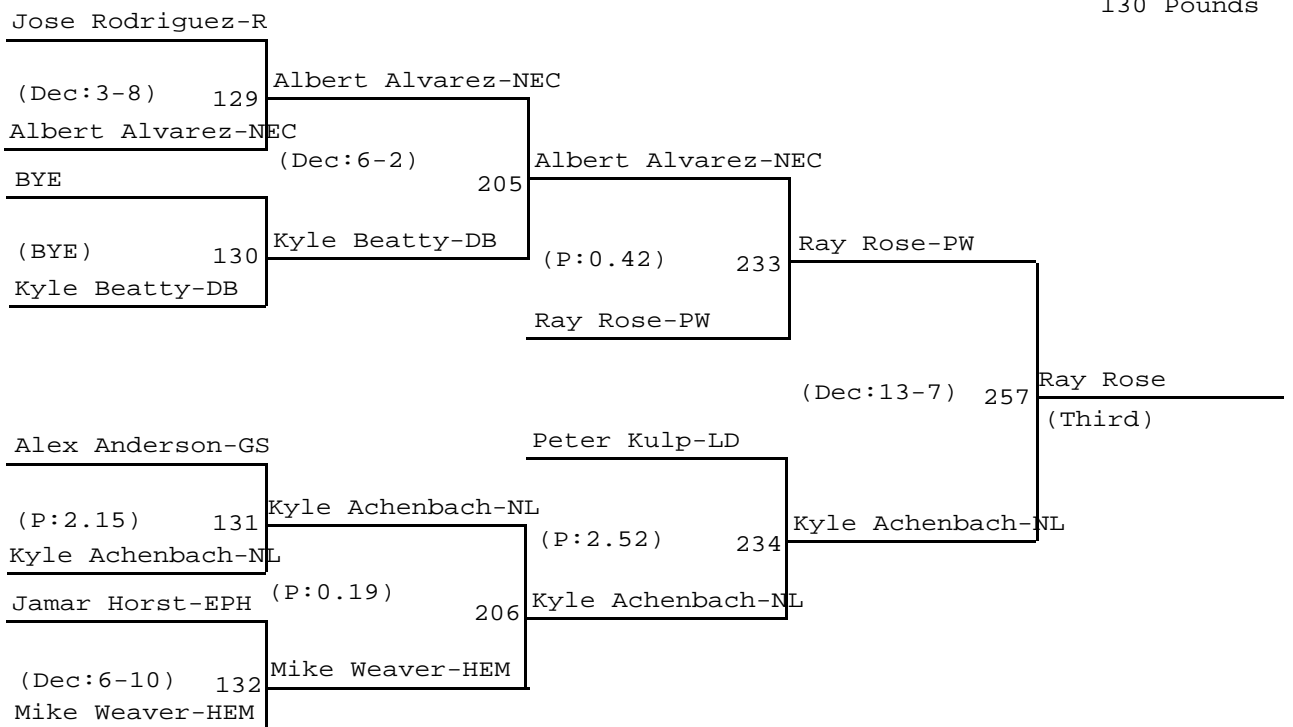 130 Pounds
Jose Rodriguez-R
(Dec:3-8) 129
Albert Alvarez-NEC
Albert Alvarez-NEC
(Dec:6-2) 205
BYE
(BYE) 130
Kyle Beatty-DB
Kyle Beatty-DB
Albert Alvarez-NEC
(P:0.42) 233
Ray Rose-PW
Ray Rose-PW
(Dec:13-7) 257
Ray Rose
(Third)
Alex Anderson-GS
(P:2.15) 131
Kyle Achenbach-NL
Kyle Achenbach-NL
(P:0.19) 206
Jamar Horst-EPH
(Dec:6-10) 132
Mike Weaver-HEM
Mike Weaver-HEM
Peter Kulp-LD
(P:2.52) 234
Kyle Achenbach-NL
Kyle Achenbach-NL